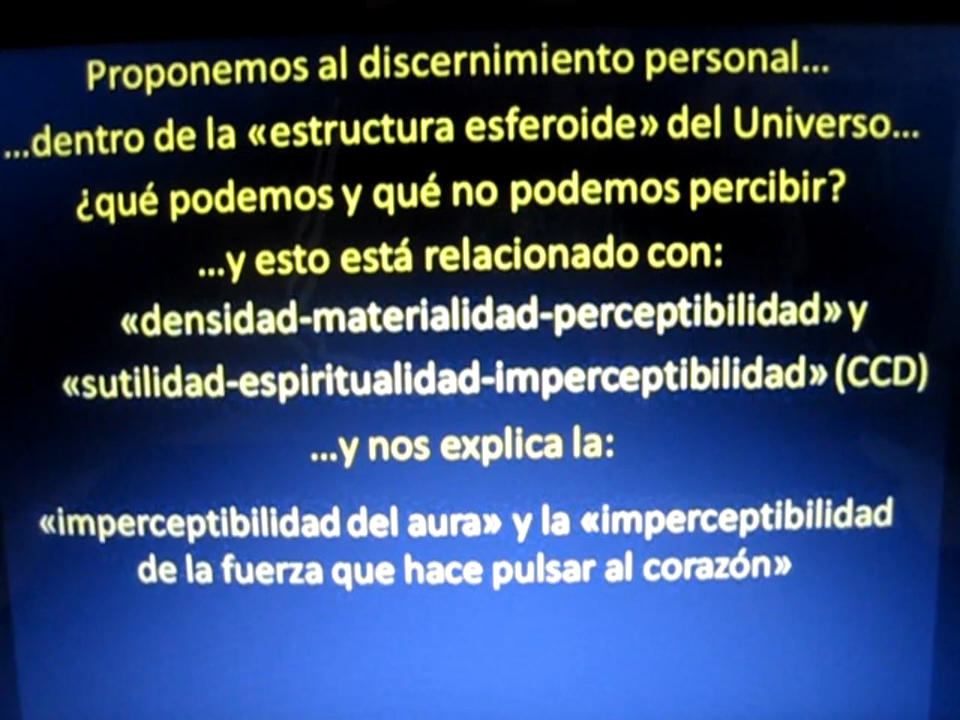 Proponemos al discernimiento personal...
...dentro de la «estructura esferoide» del Universo...
¿qué podemos y qué no podemos percibir?
...y esto está relacionado con:
«densidad-materialidad-perceptibilidad» y
«sutilidad-espiritualidad-imperceptibilidad» (CCD)
...y nos explica la:
«imperceptibilidad del aura» y la «imperceptibilidad
de la fuerza que hace pulsar al corazón»